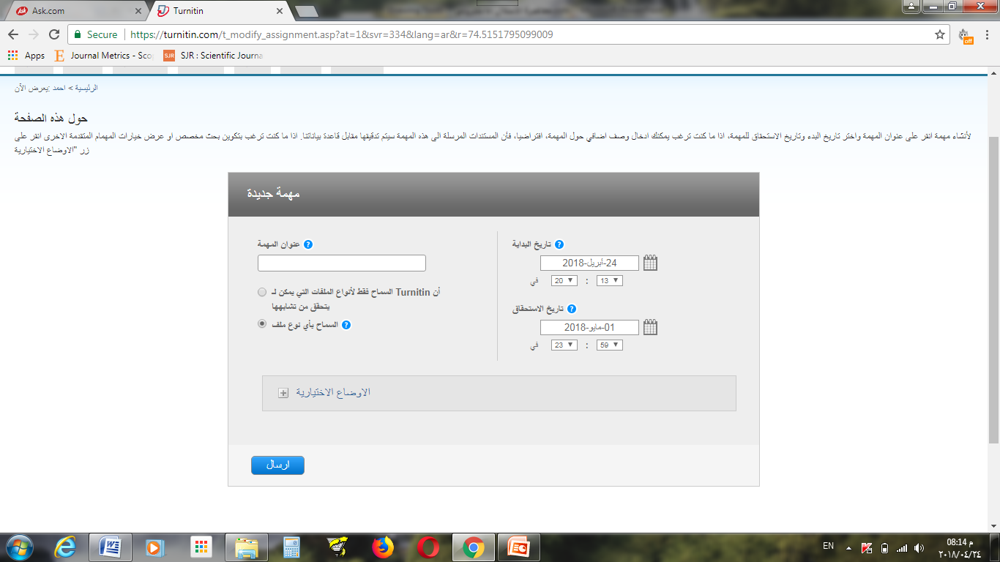 Ask.com
Turnitin
Secure
https://turnitin.com/t_modify_assignment.asp?at=1&svr=334&lang=ar&r=74.5151795099009
off
Apps
Journal Metrics - Sco
SJR
SJR : Scientific Journa
الرئيسية > احمد :يعرض الآن
حول هذه الصفحة
لأنشاء مهمة انقر على عنوان المهمة واختر تاريخ البدء وتاريخ الاستحقاق للمهمة، اذا ما كنت ترغب يمكنك ادخال وصف اضافي حول المهمة، افتراضيا، فأن المستندات المرسلة الى هذه المهمة سيتم تدقيقها مقابل قاعدة بياناتنا. اذا ما كنت ترغب بتكوين بحث مخصص او عرض خيارات المهمام المتقدمة الاخرى انقر على
زر "الاوضاع الاختيارية
مهمة جديدة
عنوان المهمة
أن Turnitin السماح فقط لأنواع الملفات التي يمكن لـ
يتحقق من تشابهها
السماح بأي نوع ملف
تاريخ البداية
24-أبريل-2018
في 20 : 13
تاريخ الاستحقاق
01-مايو-2018
في 23 : 59
الاوضاع الاختيارية
ارسال
EN
08:14 م
٢٠١٨/٠٤/٢٤